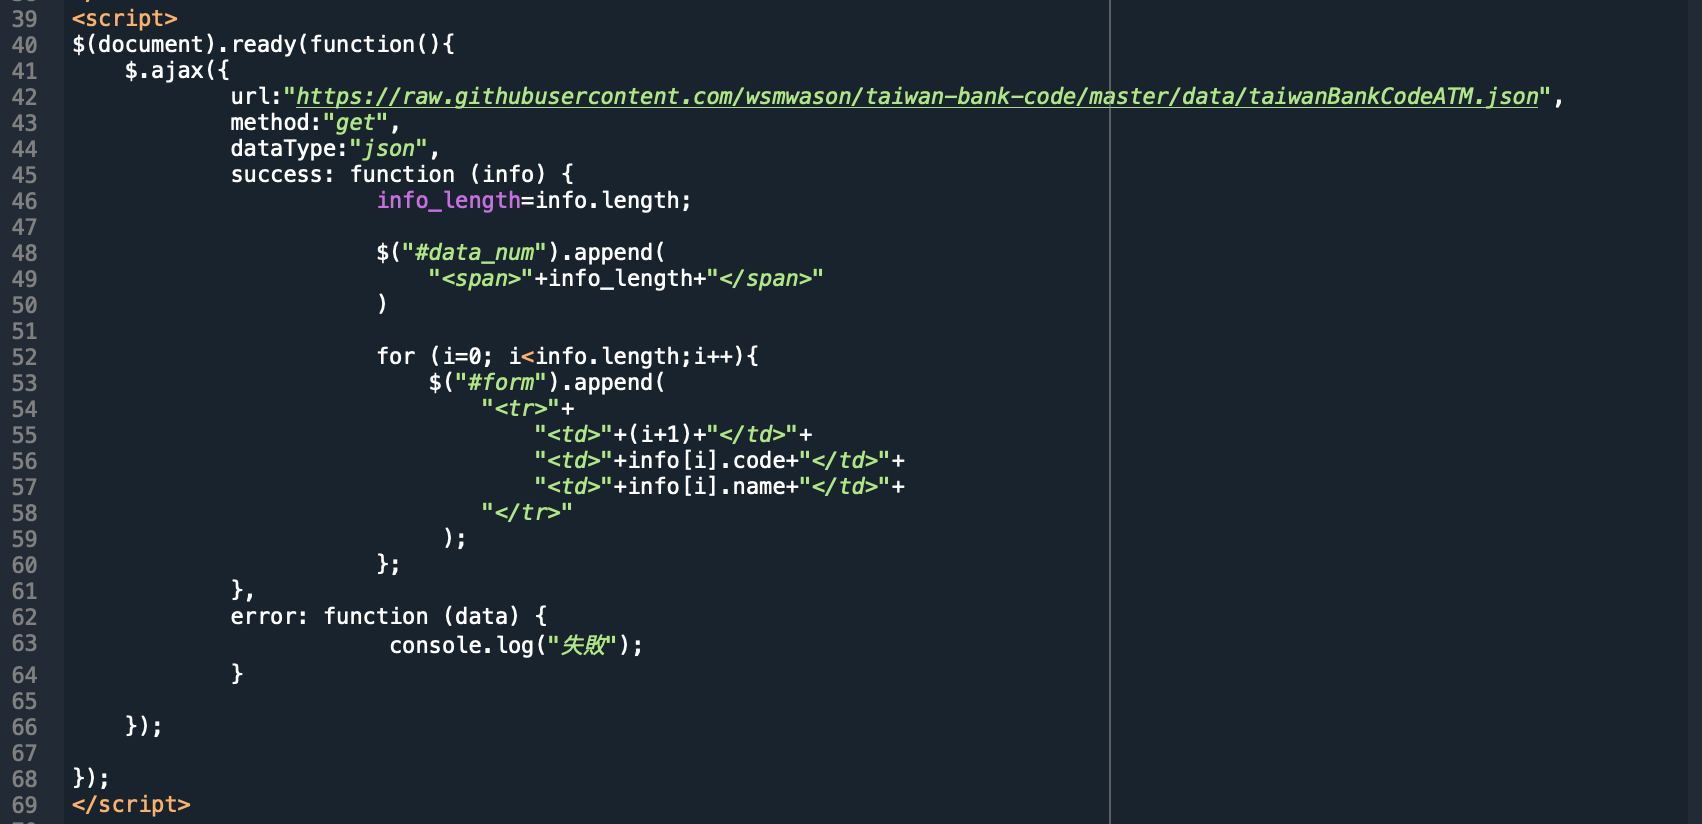 39 <script>
40 $(document).ready(function(){
41     $.ajax({
42             url:"https://raw.githubusercontent.com/wsmwason/taiwan-bank-code/master/data/taiwanBankCodeATM.json",
43             method:"get",
44             dataType:"json",
45             success: function (info) {
46                        info_length=info.length;
47
48                        $("#data_num").append(
49                            "<span>"+info_length+"</span>"
50                        )
51
52                        for (i=0; i<info.length;i++){
53                            $("#form").append(
54                                "<tr>"+
55                                    "<td>"+(i+1)+"</td>"+
56                                    "<td>"+info[i].code+"</td>"+
57                                    "<td>"+info[i].name+"</td>"+
58                                "</tr>"
59                             );
60                        };
61             },
62             error: function (data) {
63                         console.log("失敗");
64             }
65
66     });
67
68 });
69 </script>